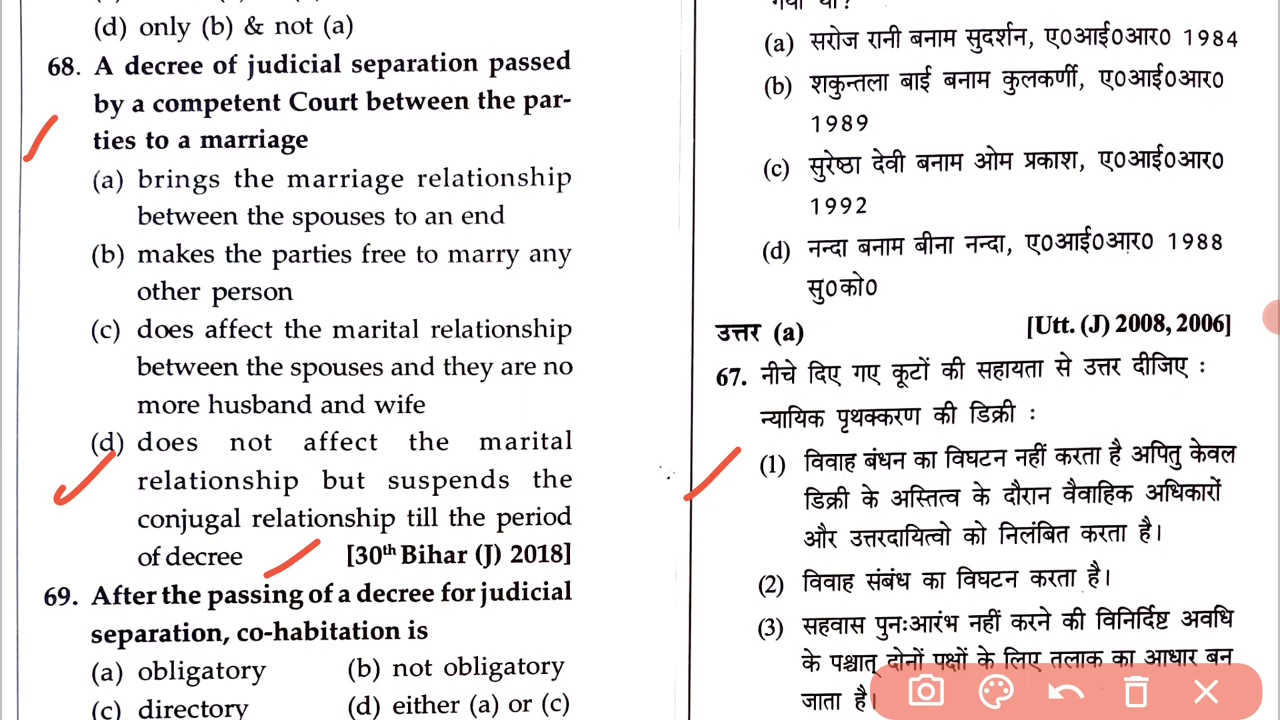 (d) only (b) & not (a)
68. A decree of judicial separation passed
by a competent Court between the par-
ties to a marriage
(a) brings the marriage relationship
between the spouses to an end
(b) makes the parties free to marry any
other person
(c) does affect the marital relationship
between the spouses and they are no
more husband and wife
(d) does not affect the marital
relationship but suspends the
conjugal relationship till the period
of decree [30th Bihar (J) 2018]
69. After the passing of a decree for judicial
separation, co-habitation is
(a) obligatory (b) not obligatory
(c) directory (d) either (a) or (c)
(a) सरोज रानी बनाम सुदर्शन, ए0आई0आर0 1984
(b) शकुन्तला बाई बनाम कुलकर्णी, ए0आई0आर0
1989
(c) सुरेष्ठा देवी बनाम ओम प्रकाश, ए0आई0आर0
1992
(d) नन्दा बनाम बीना नन्दा, ए0आई0आर0 1988
सु0को0
उत्तर (a) [Utt. (J) 2008, 2006]
67. नीचे दिए गए कूटों की सहायता से उत्तर दीजिए :
न्यायिक पृथक्करण की डिक्री :
(1) विवाह बंधन का विघटन नहीं करता है अपितु केवल
डिक्री के अस्तित्व के दौरान वैवाहिक अधिकारों
और उत्तरदायित्वो को निलंबित करता है।
(2) विवाह संबंध का विघटन करता है।
(3) सहवास पुनःआरंभ नहीं करने की विनिर्दिष्ट अवधि
के पश्चात् दोनों पक्षों के लिए तलाक का आधार बन
जाता है।